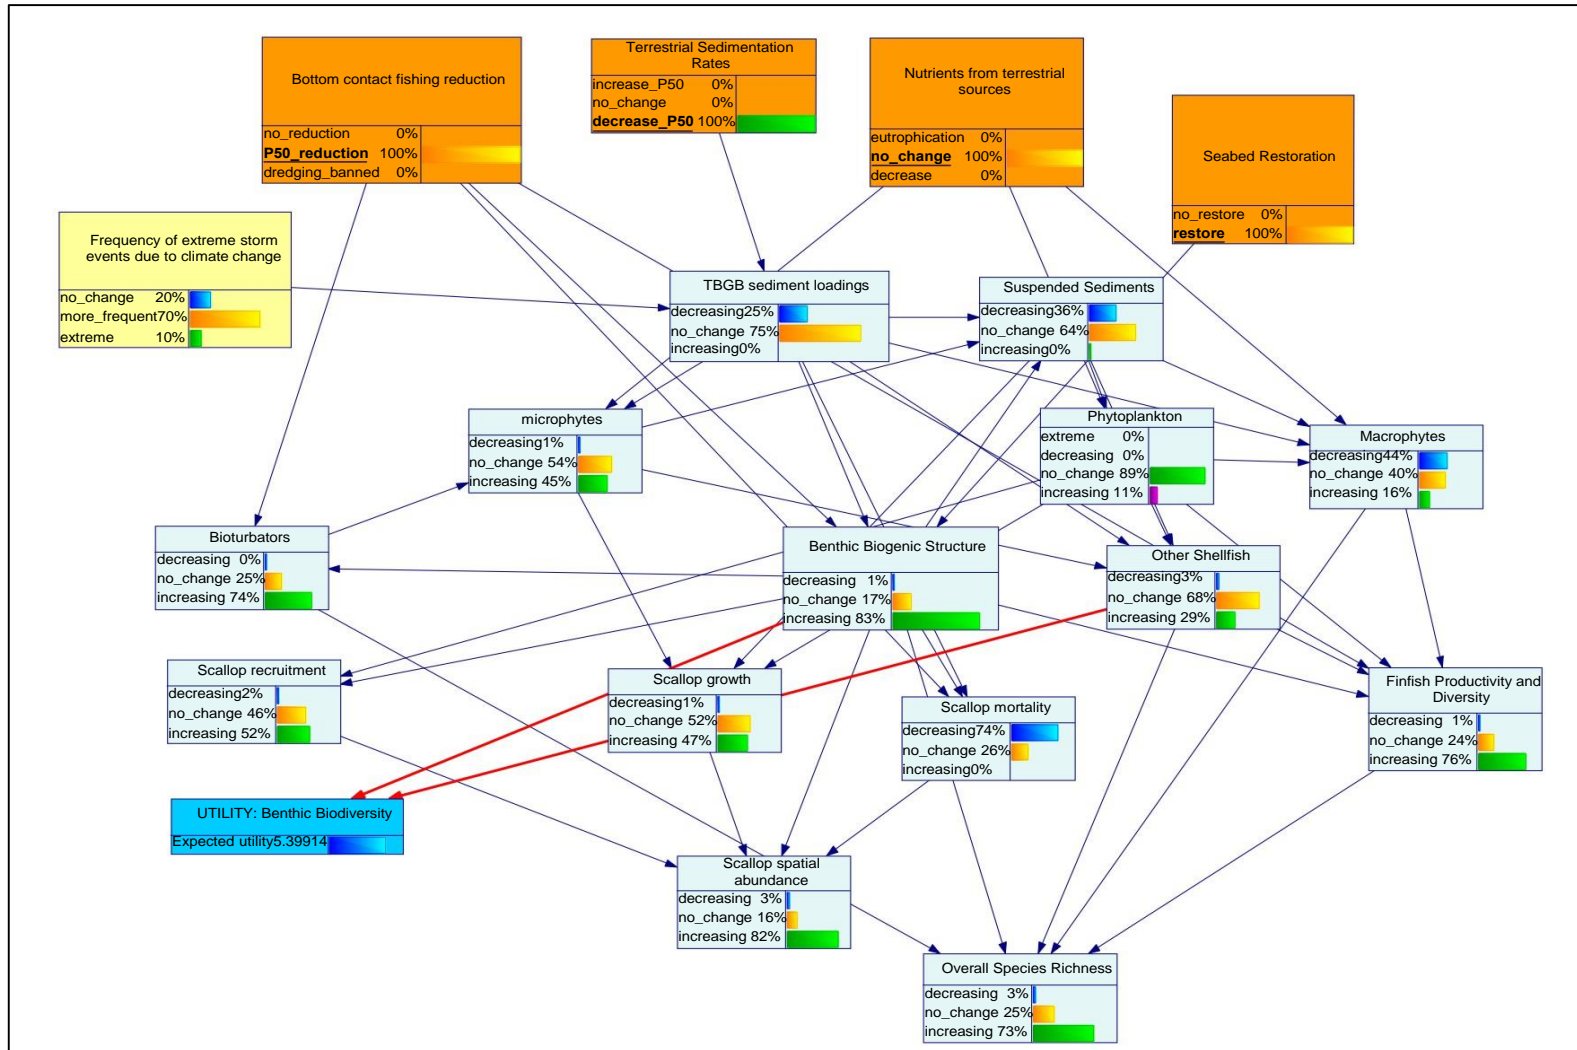 Bottom contact fishing reduction
no_reduction 0%
P50_reduction 100%
dredging_banned 0%
Terrestrial Sedimentation
Rates
increase_P50 0%
no_change 0%
decrease_P50 100%
Nutrients from terrestrial
sources
eutrophication 0%
no_change 100%
decrease 0%
Seabed Restoration
no_restore 0%
restore 100%
Frequency of extreme storm
events due to climate change
no_change 20%
more_frequent70%
extreme 10%
TBGB sediment loadings
decreasing25%
no_change 75%
increasing0%
Suspended Sediments
decreasing36%
no_change 64%
increasing0%
microphytes
decreasing1%
no_change 54%
increasing 45%
Phytoplankton
extreme 0%
decreasing 0%
no_change 89%
increasing 11%
Macrophytes
decreasing44%
no_change 40%
increasing 16%
Bioturbators
decreasing 0%
no_change 25%
increasing 74%
Benthic Biogenic Structure
decreasing 1%
no_change 17%
increasing 83%
Other Shellfish
decreasing3%
no_change 68%
increasing 29%
Scallop recruitment
decreasing2%
no_change 46%
increasing 52%
Scallop growth
decreasing1%
no_change 52%
increasing 47%
Scallop mortality
decreasing74%
no_change 26%
increasing0%
Finfish Productivity and
Diversity
decreasing 1%
no_change 24%
increasing 76%
UTILITY: Benthic Biodiversity
Expected utility5.39914
Scallop spatial
abundance
decreasing 3%
no_change 16%
increasing 82%
Overall Species Richness
decreasing 3%
no_change 25%
increasing 73%